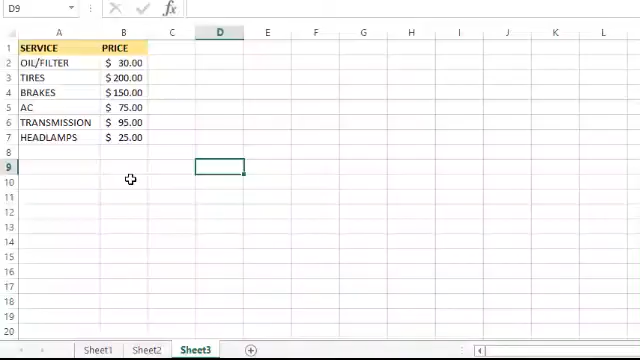 D9 fx
A B C D E F G H I J K L
1 SERVICE PRICE
2 OIL/FILTER $ 30.00
3 TIRES $200.00
4 BRAKES $150.00
5 AC $ 75.00
6 TRANSMISSION $ 95.00
7 HEADLAMPS $ 25.00
8
9
10
11
12
13
14
15
16
17
18
19
20
Sheet1 Sheet2 Sheet3